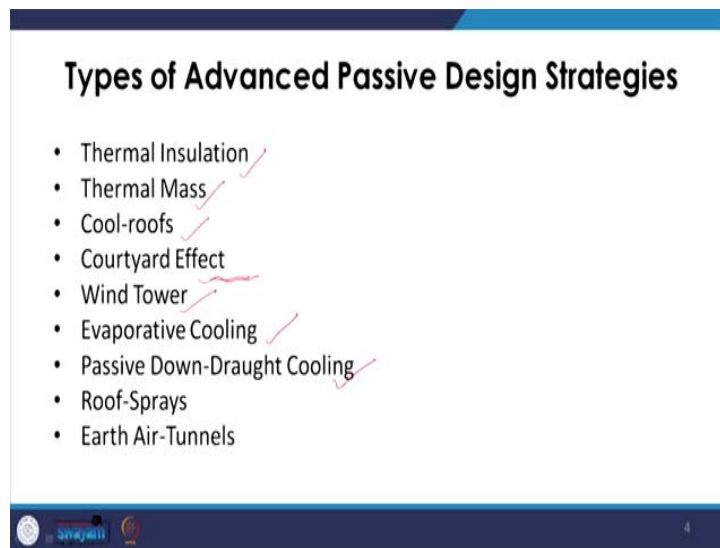 Types of Advanced Passive Design Strategies
• Thermal Insulation
• Thermal Mass
• Cool-roofs
• Courtyard Effect
• Wind Tower
• Evaporative Cooling
• Passive Down-Draught Cooling
• Roof-Sprays
• Earth Air-Tunnels
swayam
4